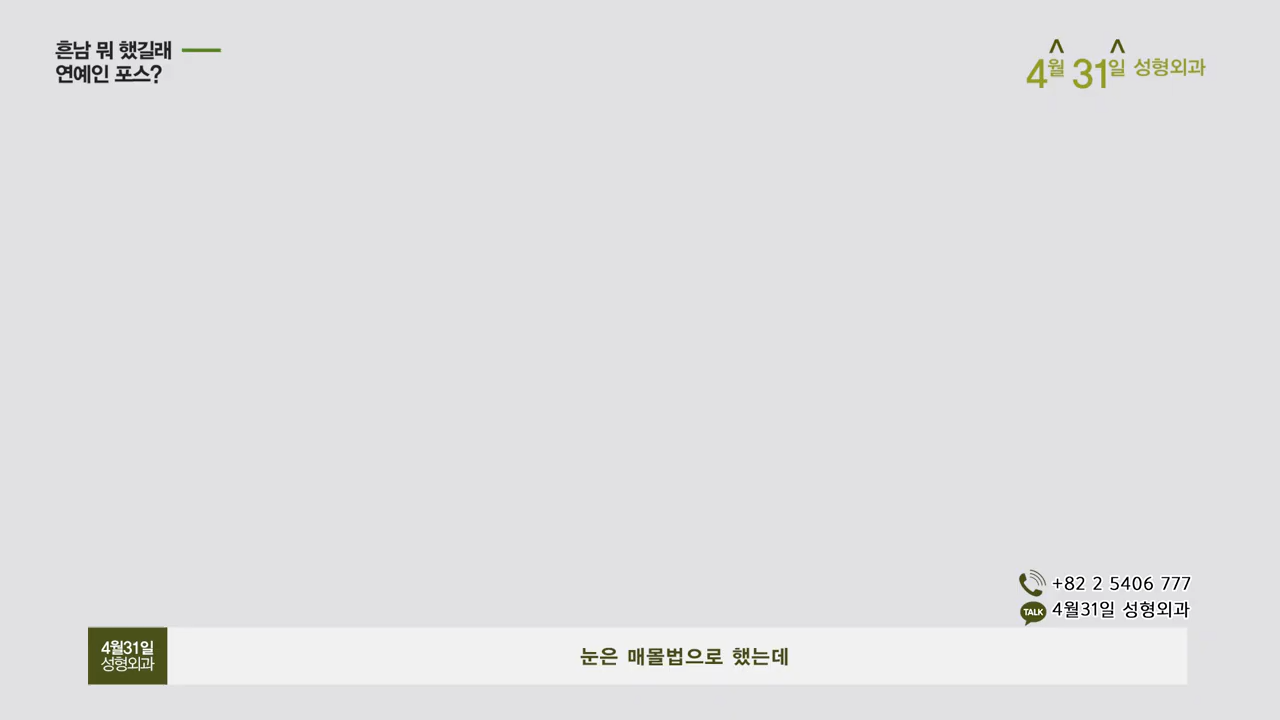 흔남 뭐 했길래
연예인 포스?
4월 31일 성형외과
+82 2 5406 777
TALK 4월31일 성형외과
4월31일
성형외과
눈은 매몰법으로 했는데